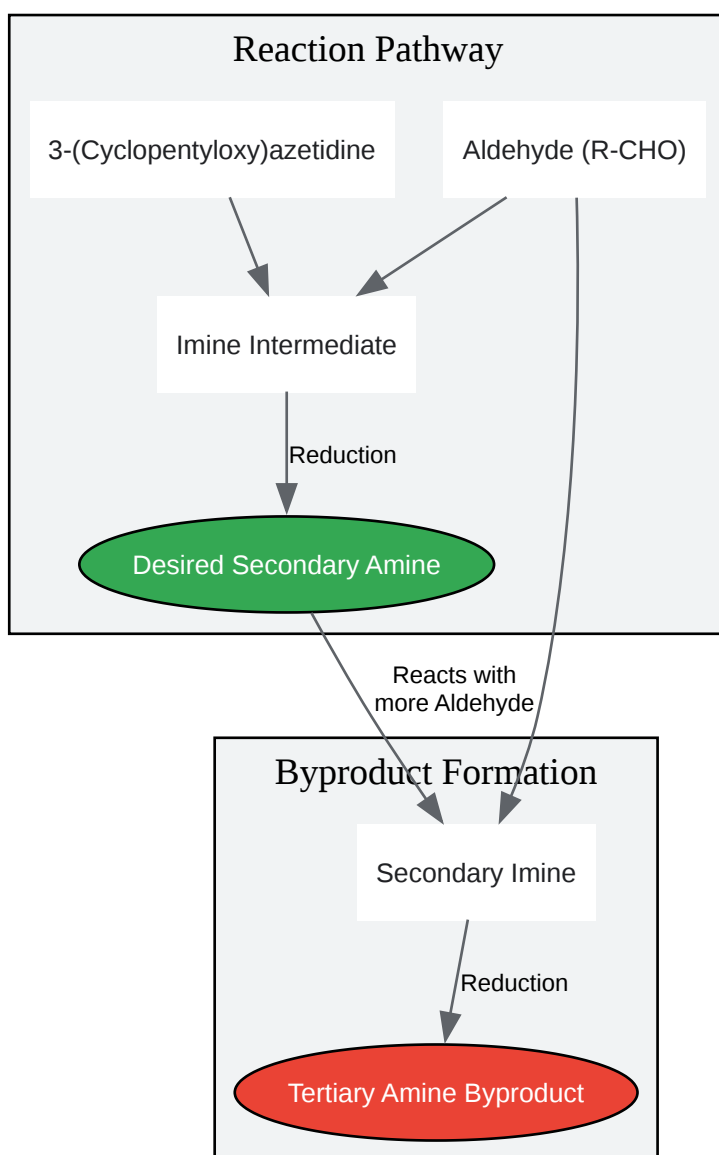 Reaction Pathway
3-(Cyclopentyloxy)azetidine
Aldehyde (R-CHO)
Imine Intermediate
Reduction
Desired Secondary Amine
Reacts with
more Aldehyde
Byproduct Formation
Secondary Imine
Reduction
Tertiary Amine Byproduct